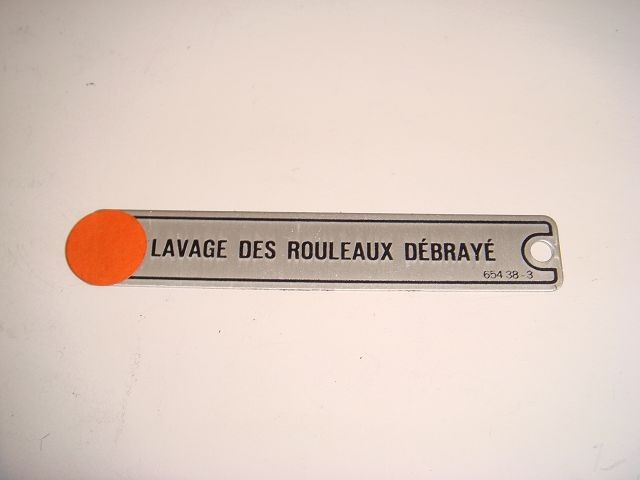 LAVAGE DES ROULEAUX DÉBRAYÉ
654 38-3